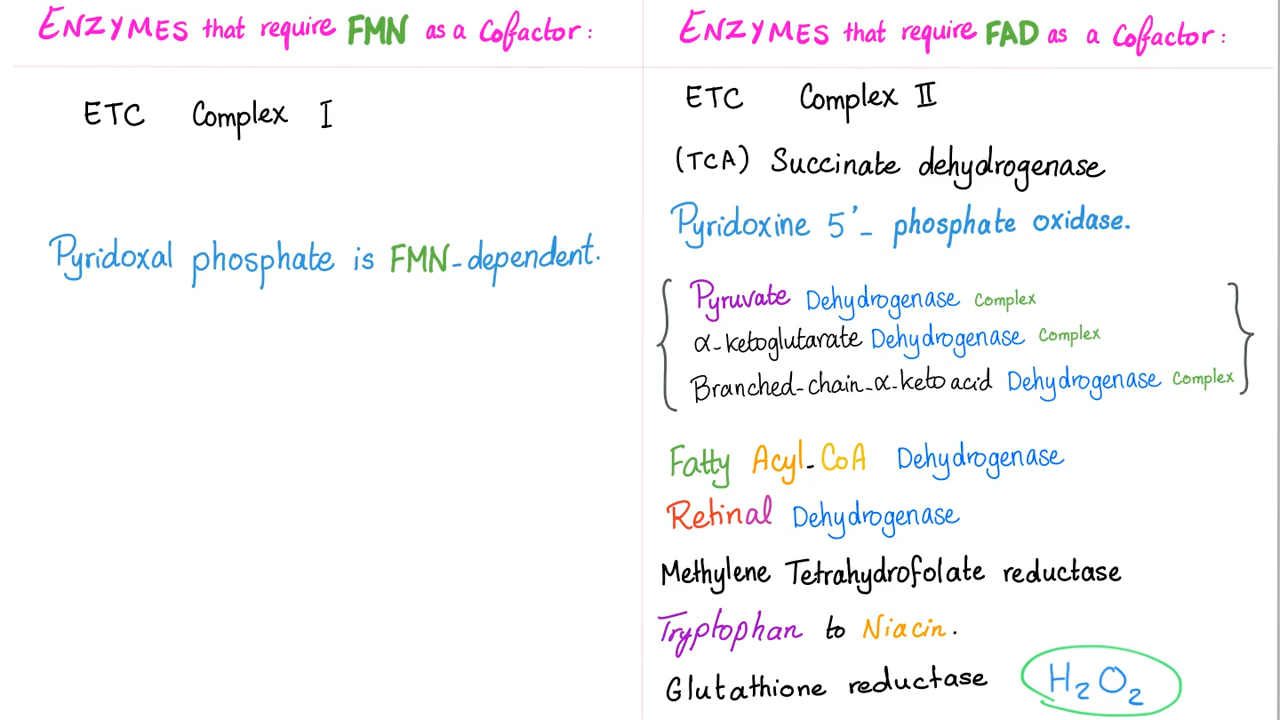 ENZYMES that require FMN as a Cofactor:
ETC Complex I
Pyridoxal phosphate is FMN-dependent.
ENZYMES that require FAD as a Cofactor:
ETC Complex II
(TCA) Succinate dehydrogenase
Pyridoxine 5'- phosphate oxidase.
Pyruvate Dehydrogenase Complex
α-ketoglutarate Dehydrogenase Complex
Branched-chain-α-keto acid Dehydrogenase Complex
Fatty Acyl-CoA Dehydrogenase
Retinal Dehydrogenase
Methylene Tetrahydrofolate reductase
Tryptophan to Niacin.
Glutathione reductase H₂O₂